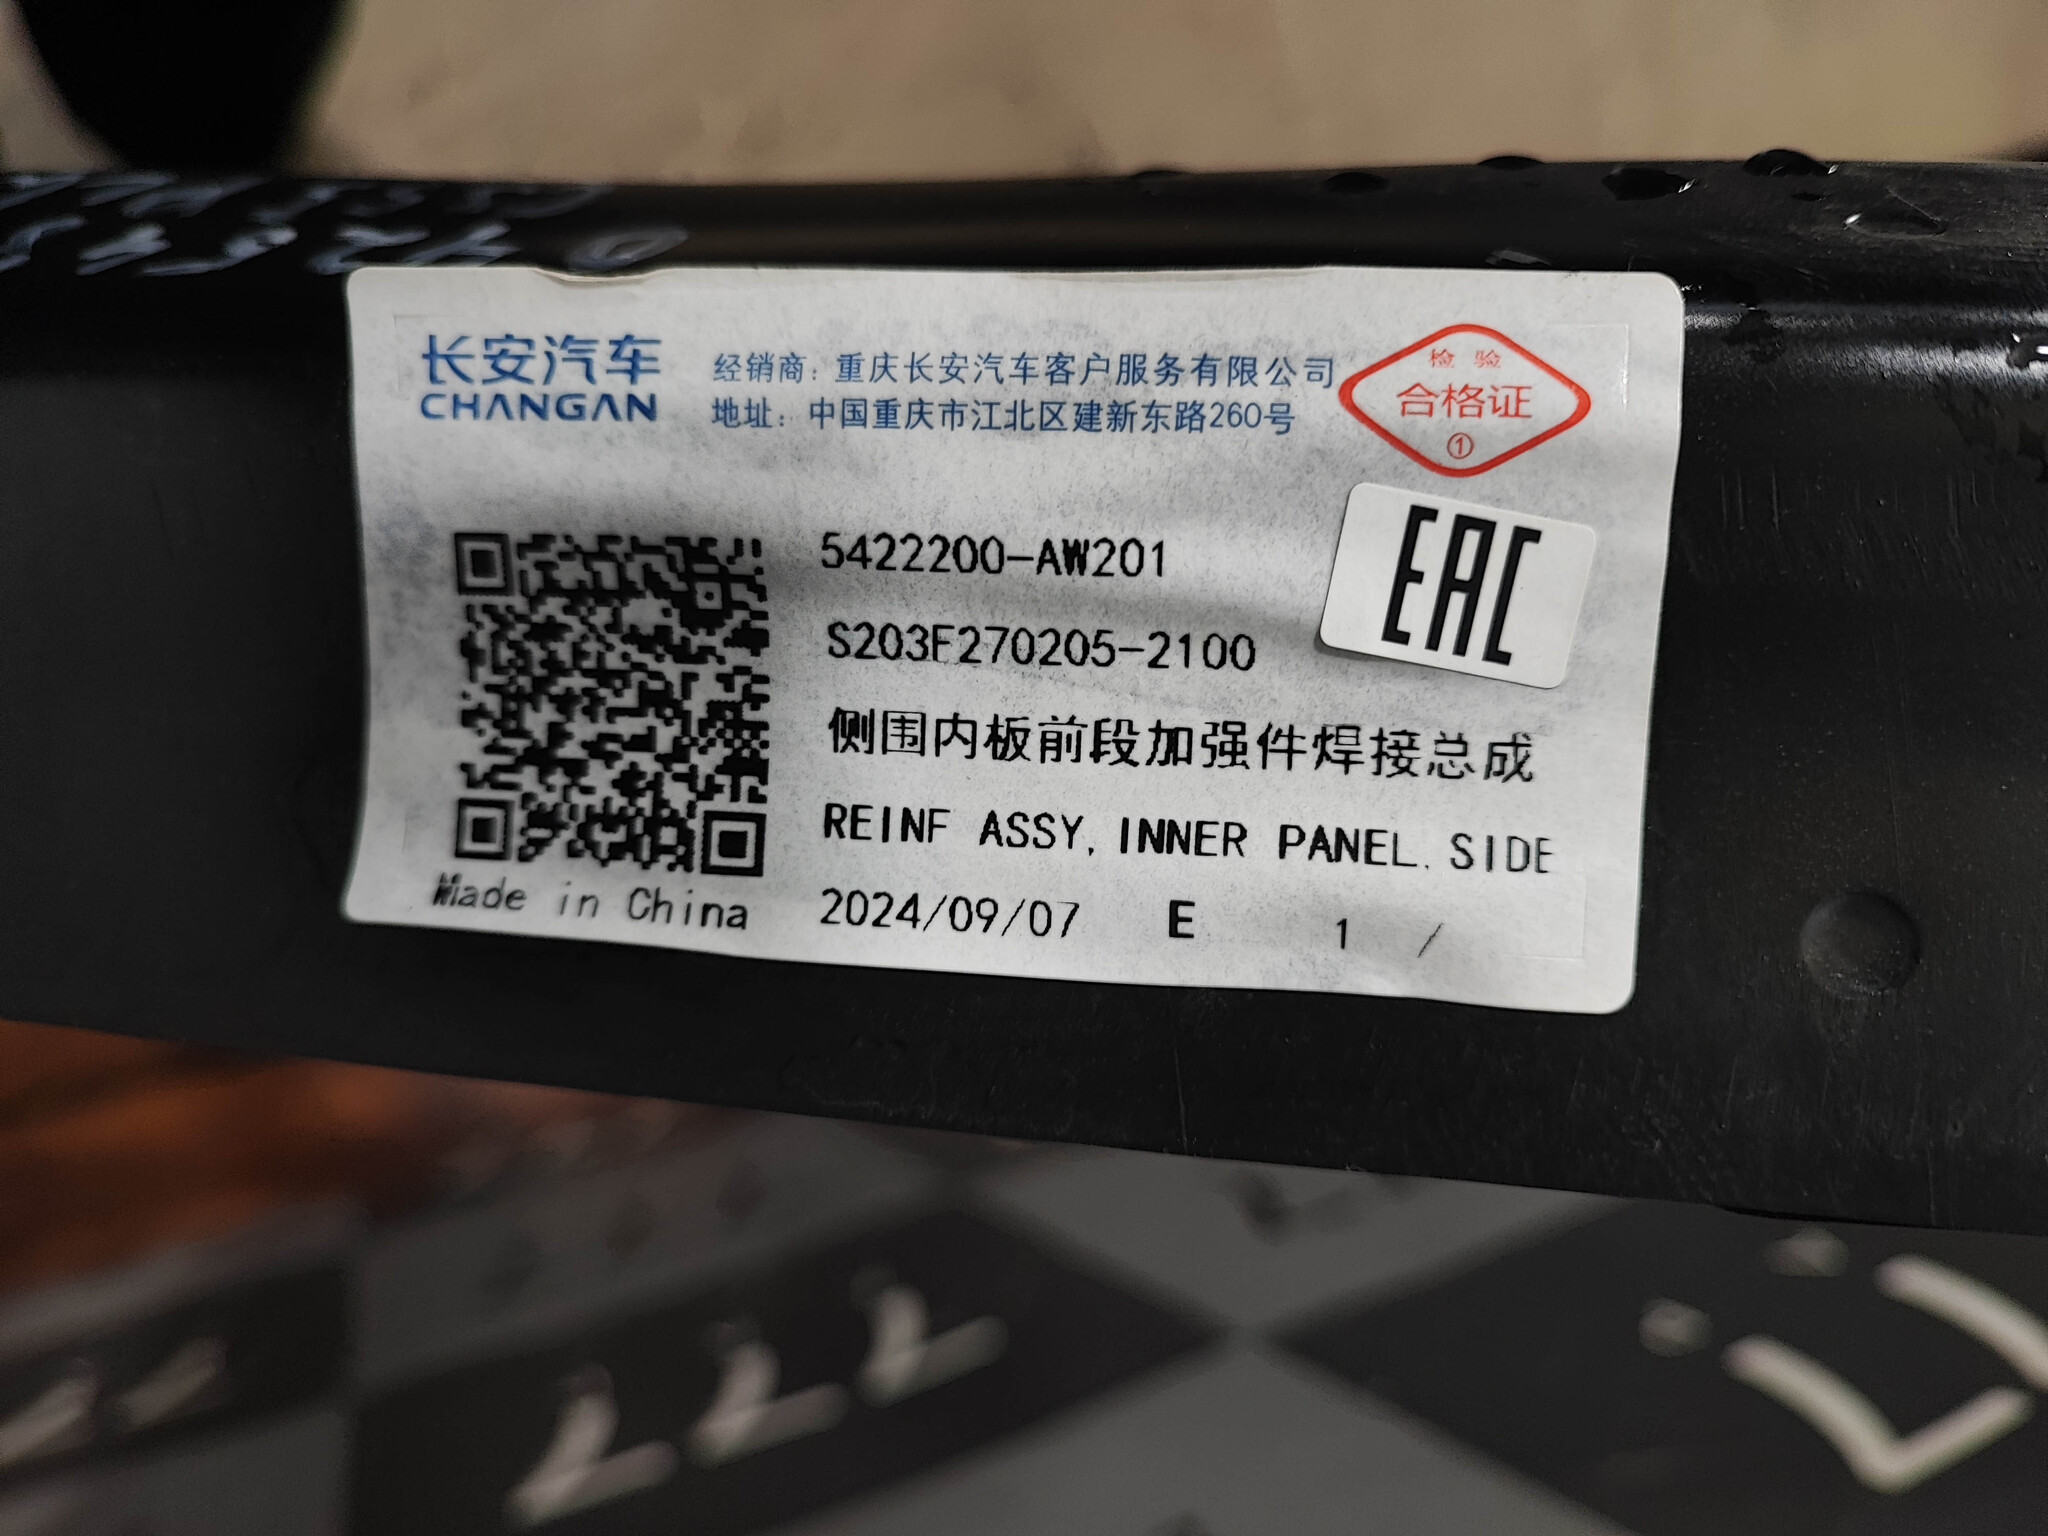 长安汽车
CHANGAN
经销商：重庆长安汽车客户服务有限公司
地址：中国重庆市江北区建新东路260号
检 验
合格证
①
EAC
5422200-AW201
S203F270205-2100
侧围内板前段加强件焊接总成
REINF ASSY, INNER PANEL. SIDE
Made in China
2024/09/07 E 1 /